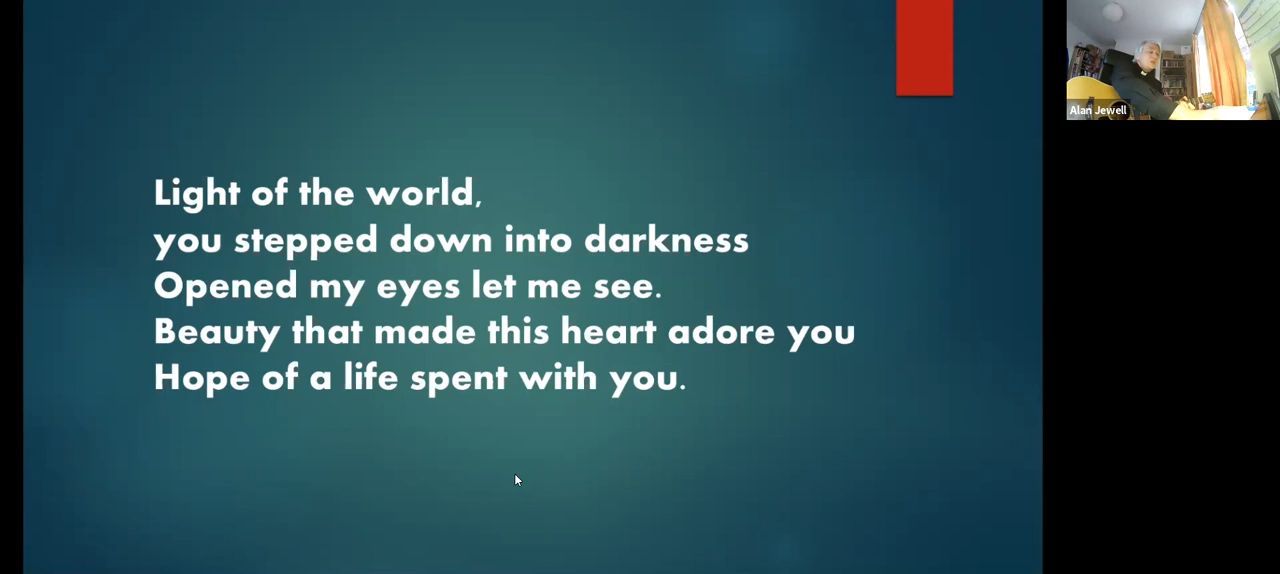 Light of the world,
you stepped down into darkness
Opened my eyes let me see.
Beauty that made this heart adore you
Hope of a life spent with you.
Alan Jewell